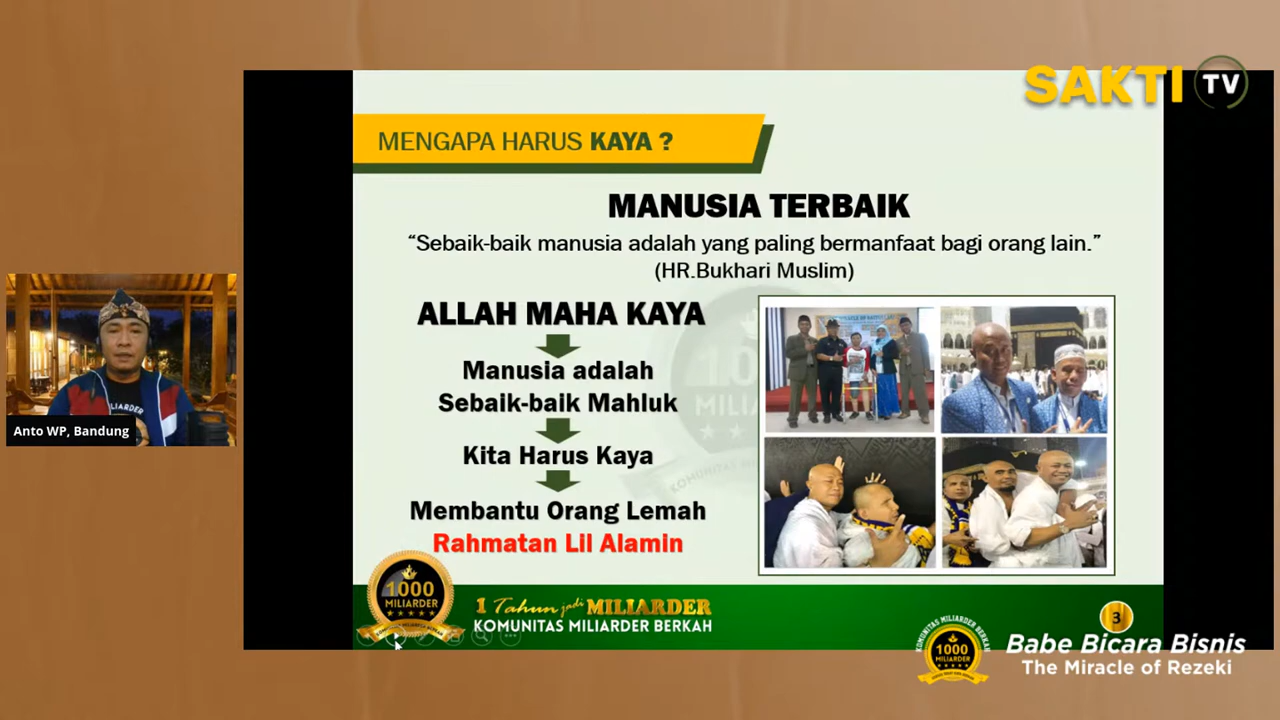 SAKTI TV
MENGAPA HARUS KAYA ?
MANUSIA TERBAIK
“Sebaik-baik manusia adalah yang paling bermanfaat bagi orang lain.”
(HR.Bukhari Muslim)
ALLAH MAHA KAYA
Manusia adalah
Sebaik-baik Mahluk
Kita Harus Kaya
Membantu Orang Lemah
Rahmatan Lil Alamin
MILIARDER
Anto WP, Bandung
1000
MILIARDER
1 Tahun jadi MILIARDER
KOMUNITAS MILIARDER BERKAH
3
KOMUNITAS MILIARDER BERKAH
1000
MILIARDER
Babe Bicara Bisnis
The Miracle of Rezeki